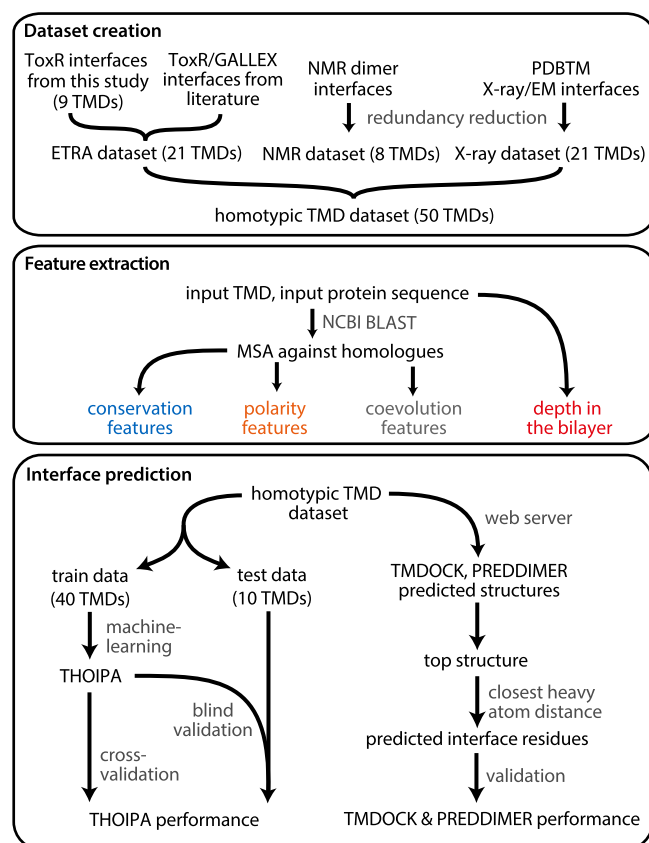 Dataset creation
ToxR interfaces
from this study
(9 TMDs)
ToxR/GALLEX
interfaces from
literature
NMR dimer
interfaces
PDBTM
X-ray/EM interfaces
redundancy reduction
ETRA dataset (21 TMDs)
NMR dataset (8 TMDs)
X-ray dataset (21 TMDs)
homotypic TMD dataset (50 TMDs)
Feature extraction
input TMD, input protein sequence
NCBI BLAST
MSA against homologues
conservation
features
polarity
features
coevolution
features
depth in
the bilayer
Interface prediction
homotypic TMD
dataset
web server
train data
(40 TMDs)
test data
(10 TMDs)
TMDOCK, PREDDIMER
predicted structures
machine-
learning
top structure
THOIPA
closest heavy
atom distance
blind
validation
predicted interface residues
cross-
validation
validation
THOIPA performance
TMDOCK & PREDDIMER performance